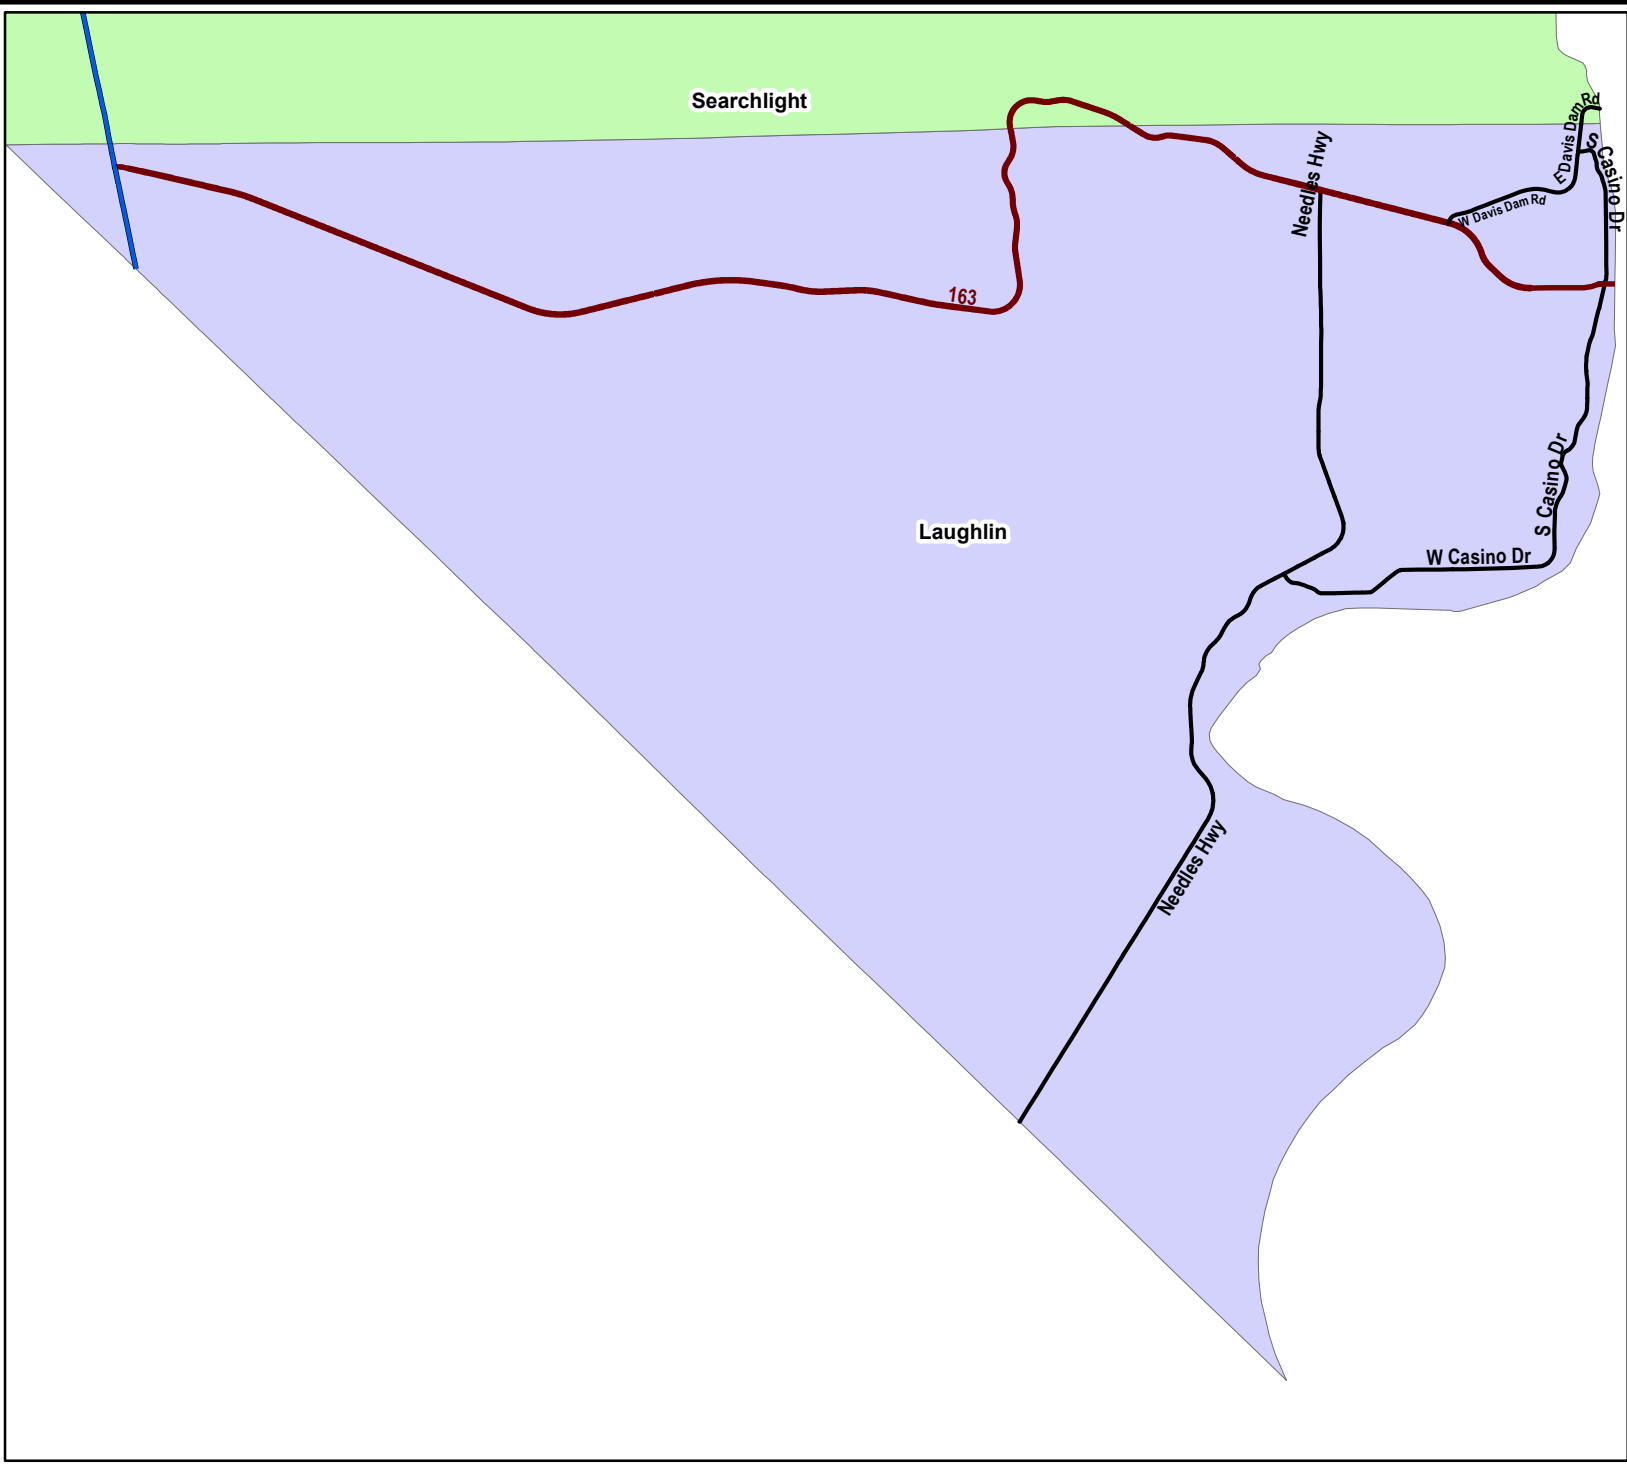 Searchlight
E Davis Dam Rd
S Casino Dr
Needles Hwy
W Davis Dam Rd
163
S Casino Dr
Laughlin
W Casino Dr
Needles Hwy